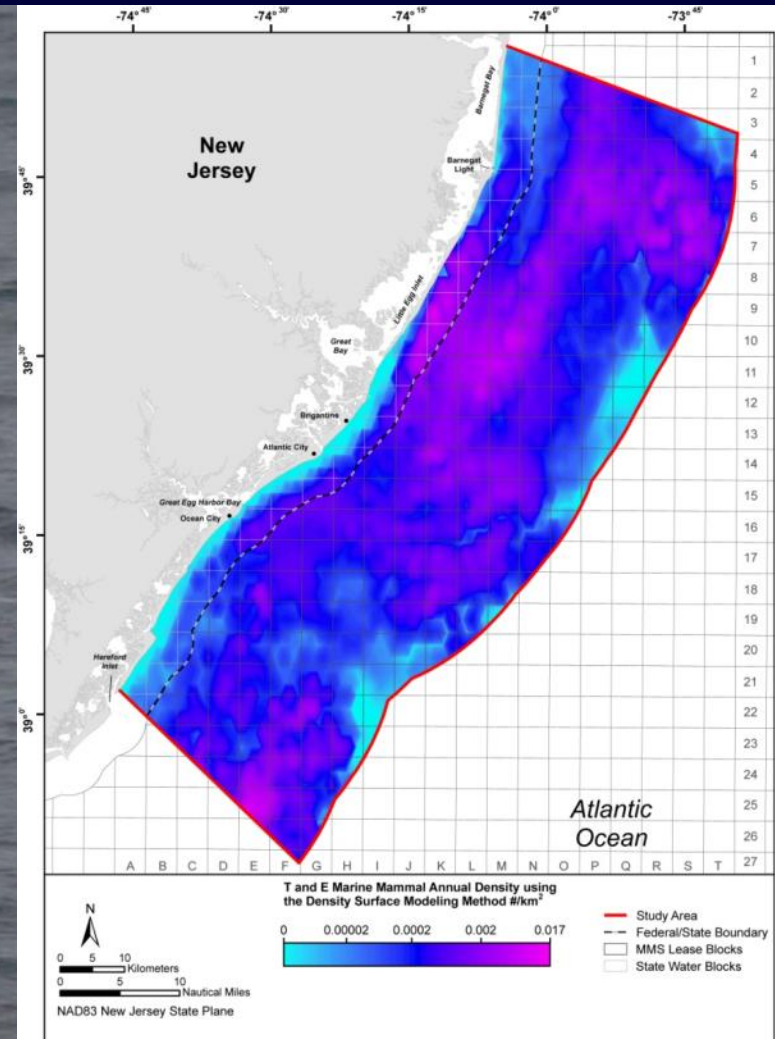 -74° 45'
-74° 30'
-74° 15'
-74° 0'
-73° 45'
39° 45'
39° 30'
39° 15'
39° 0'
New
Jersey
Barnegat Bay
Barnegat
Light
Little Egg Inlet
Great
Bay
Brigantine
Atlantic City
Great Egg Harbor Bay
Ocean City
Hereford
Inlet
1
2
3
4
5
6
7
8
9
10
11
12
13
14
15
16
17
18
19
20
21
22
23
24
25
26
27
Atlantic
Ocean
A B C D E F G H I J K L M N O P Q R S T
T and E Marine Mammal Annual Density using
the Density Surface Modeling Method #/km²
0 0.00002 0.0002 0.002 0.017
N
0 5 10
Kilometers
0 5 10
Nautical Miles
NAD83 New Jersey State Plane
Study Area
Federal/State Boundary
MMS Lease Blocks
State Water Blocks